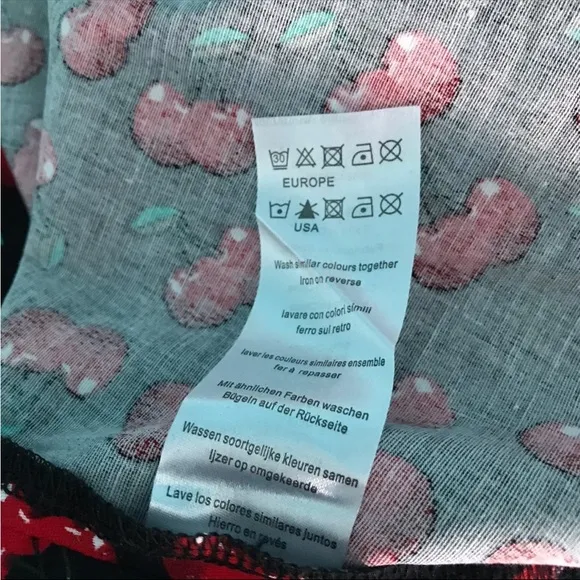 30
EUROPE
USA
Wash similar colours together
Iron on reverse
lavare con colori simili
ferro sul retro
laver les couleurs similaires ensemble
fer à repasser
Mit ähnlichen Farben waschen
Bügeln auf der Rückseite
Wassen soortgelijke kleuren samen
Ijzer op omgekeerde
Lave los colores similares juntos
Hierro en revés